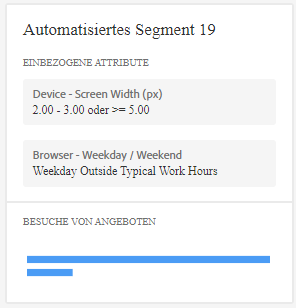 Automatisiertes Segment 19
EINBEZOGENE ATTRIBUTE
Device - Screen Width (px)
2.00 - 3.00 oder >= 5.00
Browser - Weekday / Weekend
Weekday Outside Typical Work Hours
BESUCHE VON ANGEBOTEN